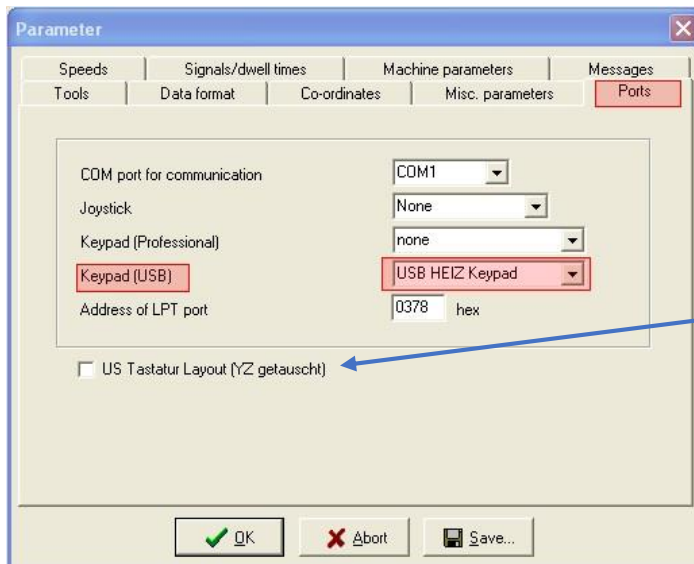 Parameter
Speeds Signals/dwell times Machine parameters Messages
Tools Data format Co-ordinates Misc. parameters Ports
COM port for communication COM1
Joystick None
Keypad (Professional) none
Keypad (USB) USB HEIZ Keypad
Address of LPT port 0378 hex
US Tastatur Layout (YZ getauscht)
OK Abort Save...